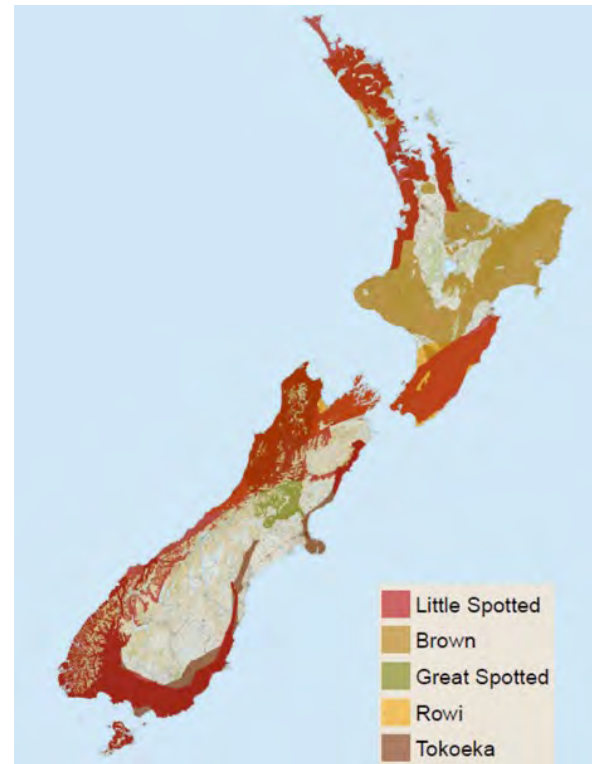 Little Spotted
Brown
Great Spotted
Rowi
Tokoeka